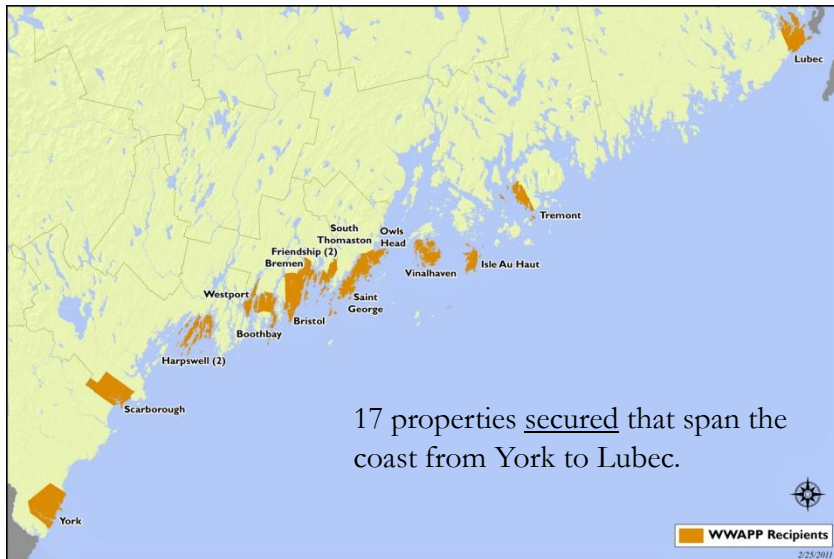 Lubec
Tremont
South
Thomaston
Owls
Head
Friendship (2)
Bremen
Isle Au Haut
Vinalhaven
Westport
Saint
George
Bristol
Boothbay
Harpswell (2)
Scarborough
17 properties secured that span the
coast from York to Lubec.
York
WWAPP Recipients
2/25/2011